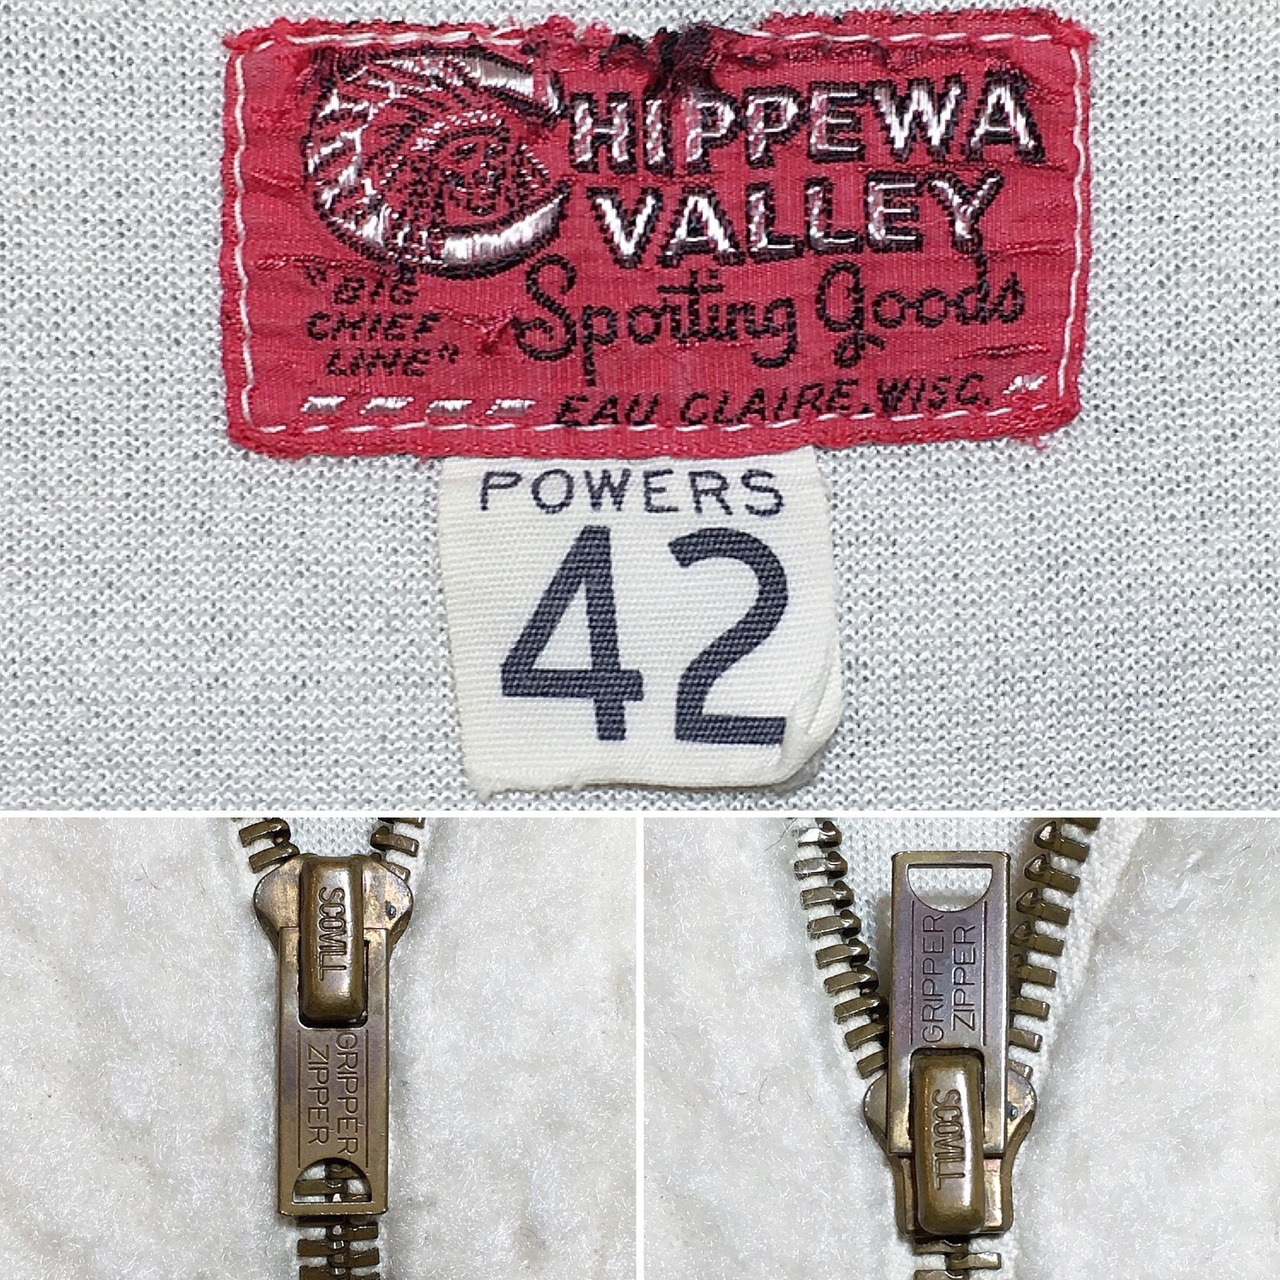 CHIPPEWA
VALLEY
Sporting Goods
"BIG
CHIEF
LINE"
EAU CLAIRE, WISC.
POWERS
42
SCOVILL
GRIPPER
ZIPPER
GRIPPER
ZIPPER
SCOVILL